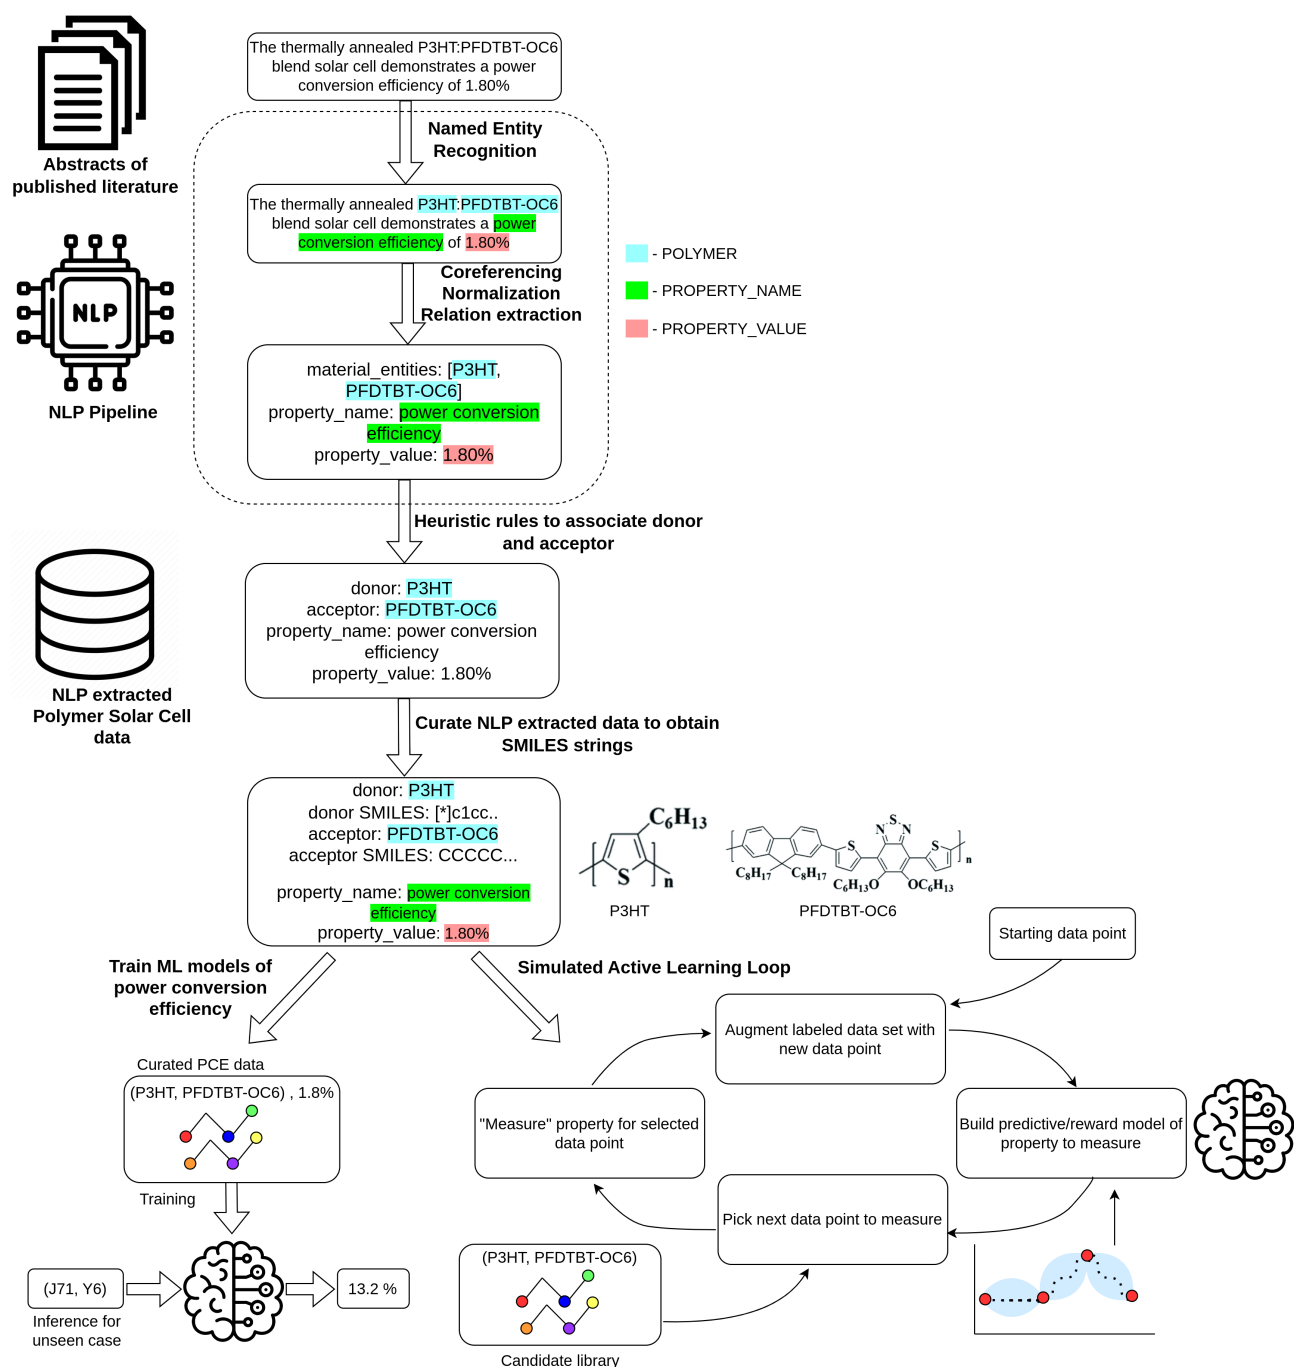 The thermally annealed P3HT:PFDTBT-OC6
blend solar cell demonstrates a power
conversion efficiency of 1.80%
Abstracts of
published literature
Named Entity
Recognition
The thermally annealed P3HT:PFDTBT-OC6
blend solar cell demonstrates a power
conversion efficiency of 1.80%
- POLYMER
- PROPERTY_NAME
- PROPERTY_VALUE
Coreferencing
Normalization
Relation extraction
NLP
NLP Pipeline
material_entities: [P3HT,
PFDTBT-OC6]
property_name: power conversion
efficiency
property_value: 1.80%
Heuristic rules to associate donor
and acceptor
donor: P3HT
acceptor: PFDTBT-OC6
property_name: power conversion
efficiency
property_value: 1.80%
NLP extracted
Polymer Solar Cell
data
Curate NLP extracted data to obtain
SMILES strings
donor: P3HT
donor SMILES: [*]c1cc..
acceptor: PFDTBT-OC6
acceptor SMILES: CCCCC...
property_name: power conversion
efficiency
property_value: 1.80%
C6H13
S
n
P3HT
S
N N
S S
n
C8H17 C8H17
C6H13O OC6H13
PFDTBT-OC6
Train ML models of
power conversion
efficiency
Simulated Active Learning Loop
Starting data point
Augment labeled data set with
new data point
Build predictive/reward model of
property to measure
"Measure" property for selected
data point
Pick next data point to measure
Curated PCE data
(P3HT, PFDTBT-OC6) , 1.8%
Training
(J71, Y6)
13.2 %
Inference for
unseen case
(P3HT, PFDTBT-OC6)
Candidate library